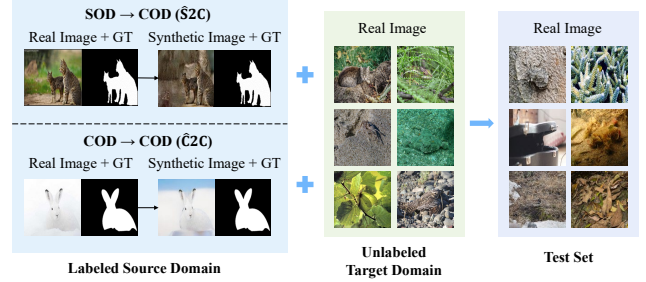 SOD → COD (Ŝ2C)
Real Image + GT Synthetic Image + GT
COD → COD (Ĉ2C)
Real Image + GT Synthetic Image + GT
Labeled Source Domain
Real Image
Unlabeled
Target Domain
Real Image
Test Set